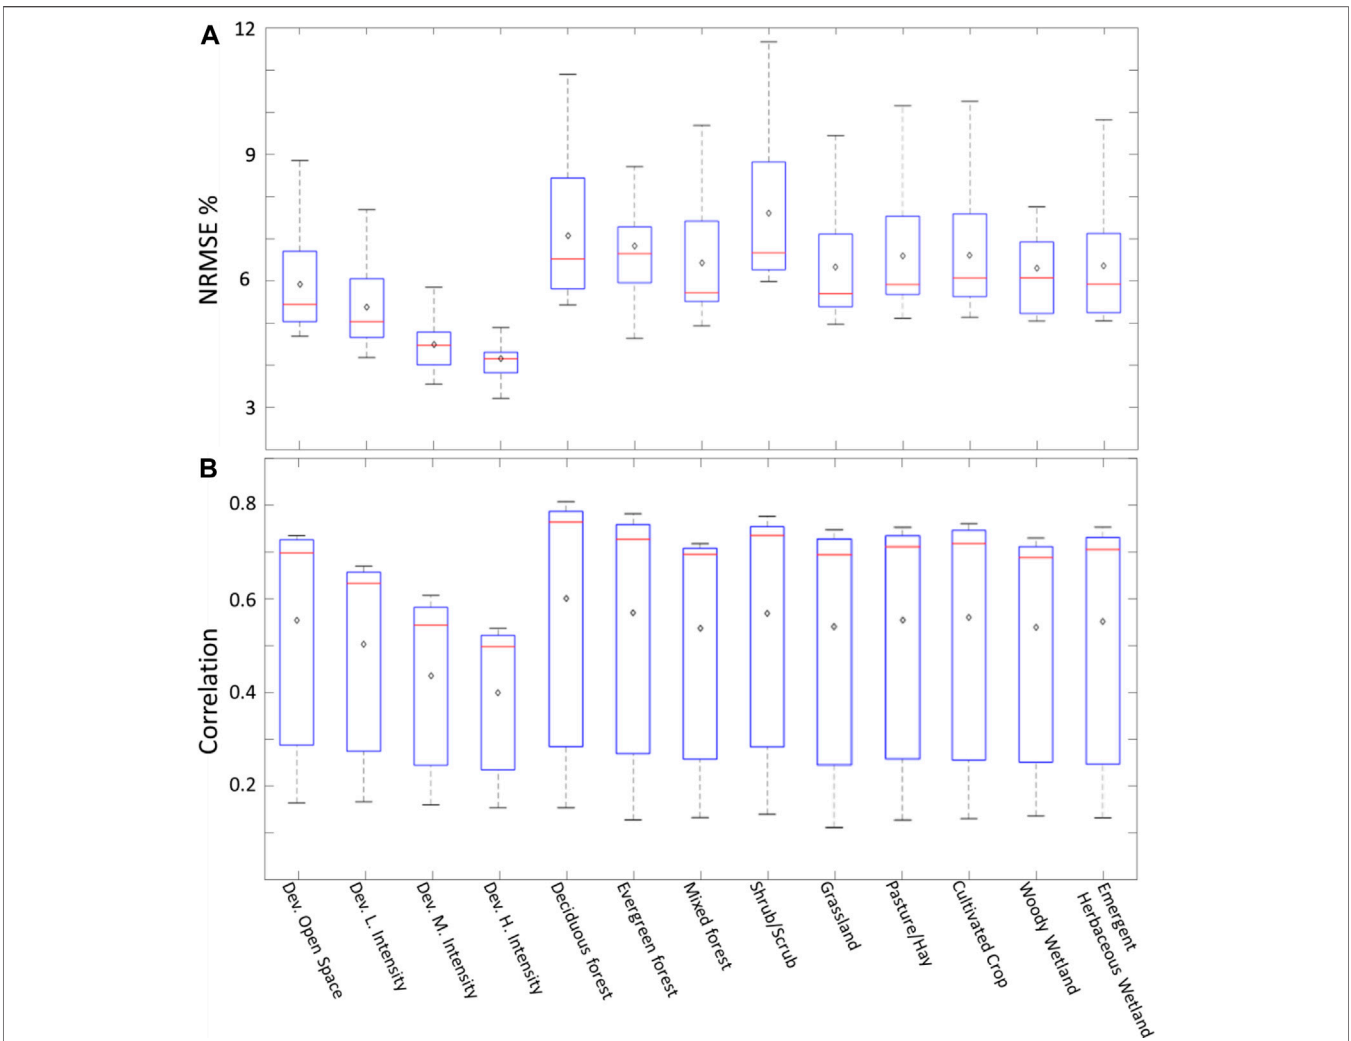 A
12
9
6
3
NRMSE %
B
0.8
0.6
0.4
0.2
Correlation
Dev. Open Space
Dev. L. Intensity
Dev. M. Intensity
Dev. H. Intensity
Deciduous forest
Evergreen forest
Mixed forest
Shrub/Scrub
Grassland
Pasture/Hay
Cultivated Crop
Woody Wetland
Emergent
Herbaceous Wetland